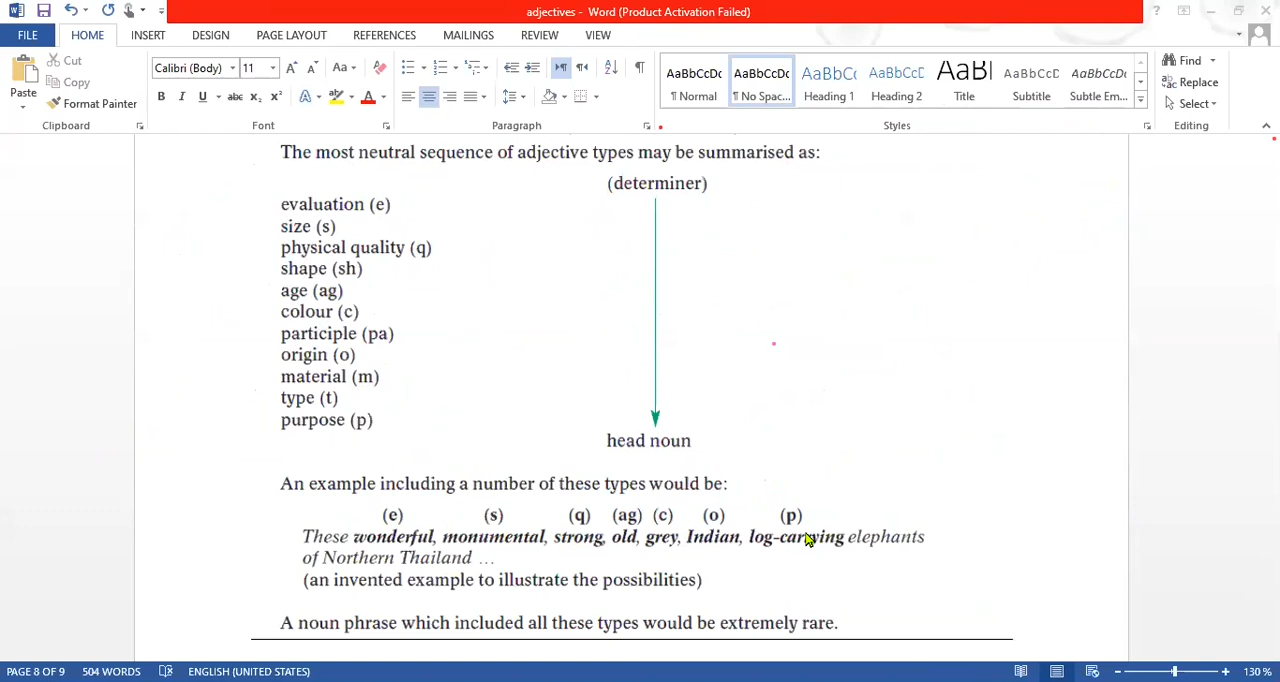 adjectives - Word (Product Activation Failed)
FILE HOME INSERT DESIGN PAGE LAYOUT REFERENCES MAILINGS REVIEW VIEW
Paste
Cut
Copy
Format Painter
Calibri (Body) 11
Clipboard Font Paragraph Styles Editing
AaBbCcDc ¶ Normal
AaBbCcDc ¶ No Spac...
AaBbCc Heading 1
AaBbCcD Heading 2
AaBl Title
AaBbCcD Subtitle
AaBbCcD Subtle Em...
Find
Replace
Select
The most neutral sequence of adjective types may be summarised as:
(determiner)
evaluation (e)
size (s)
physical quality (q)
shape (sh)
age (ag)
colour (c)
participle (pa)
origin (o)
material (m)
type (t)
purpose (p)
head noun
An example including a number of these types would be:
(e) (s) (q) (ag) (c) (o) (p)
These wonderful, monumental, strong, old, grey, Indian, log-carrying elephants
of Northern Thailand …
(an invented example to illustrate the possibilities)
A noun phrase which included all these types would be extremely rare.
PAGE 8 OF 9 504 WORDS ENGLISH (UNITED STATES) 130 %